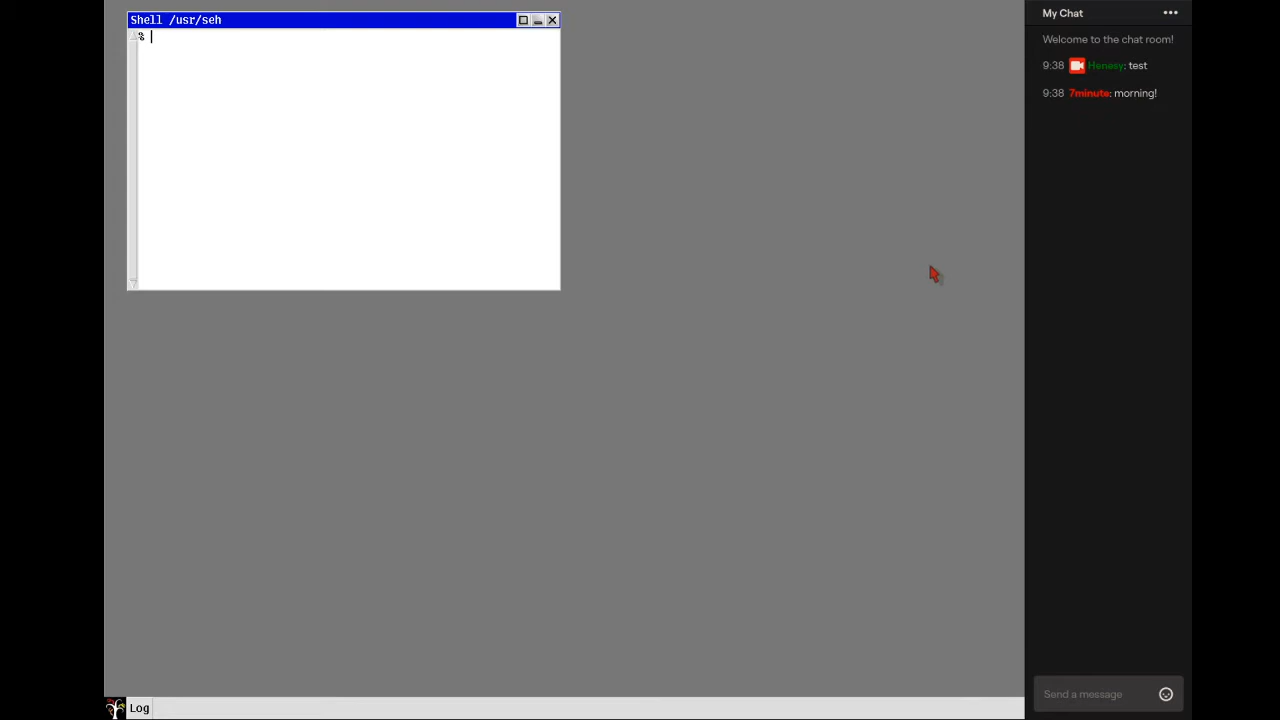 Shell /usr/seh
%
Log
My Chat
Welcome to the chat room!
9:38 Henesy: test
9:38 7minute: morning!
Send a message